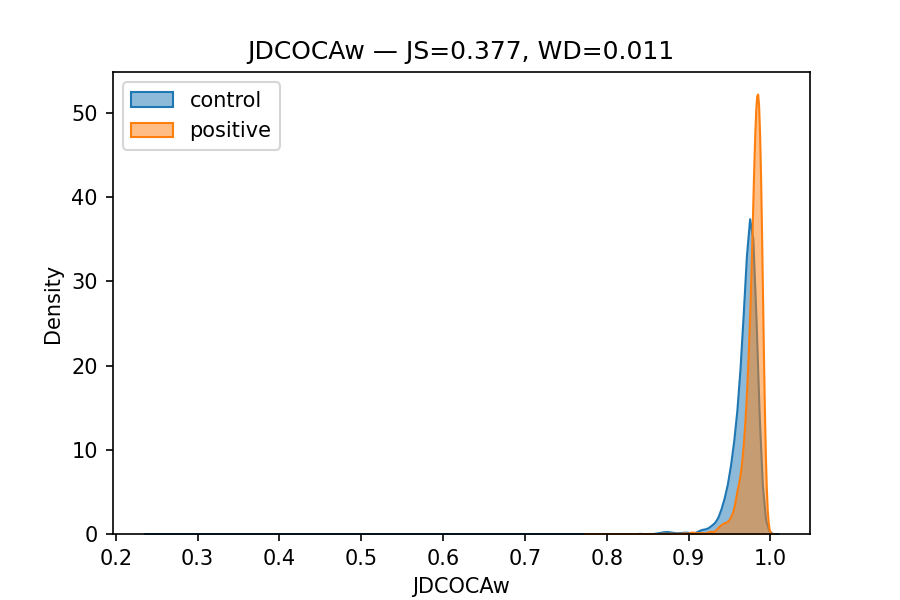 JDCOCAw — JS=0.377, WD=0.011
control
positive
50
40
30
20
10
0
Density
0.2 0.3 0.4 0.5 0.6 0.7 0.8 0.9 1.0
JDCOCAw